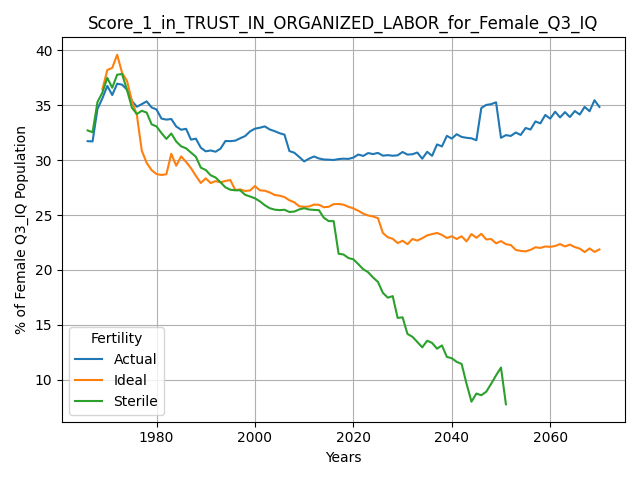 Score_1_in_TRUST_IN_ORGANIZED_LABOR_for_Female_Q3_IQ
% of Female Q3_IQ Population
40
35
30
25
20
15
10
Fertility
Actual
Ideal
Sterile
1980
2000
2020
2040
2060
Years